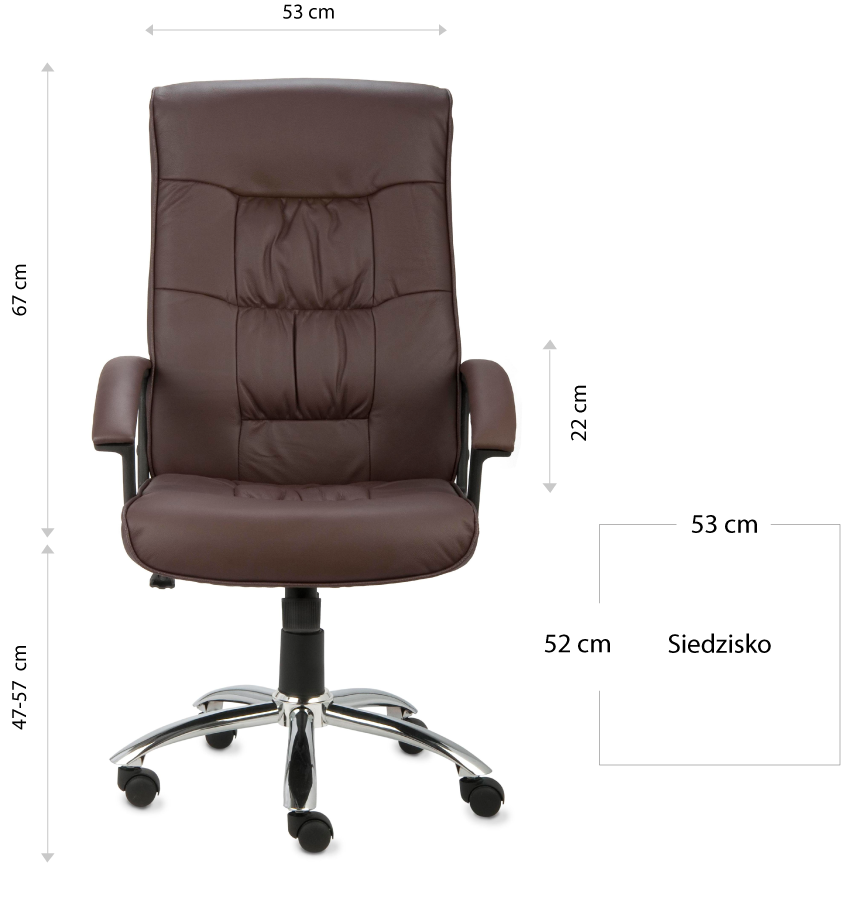 53 cm
67 cm
22 cm
53 cm
52 cm
Siedzisko
47-57 cm